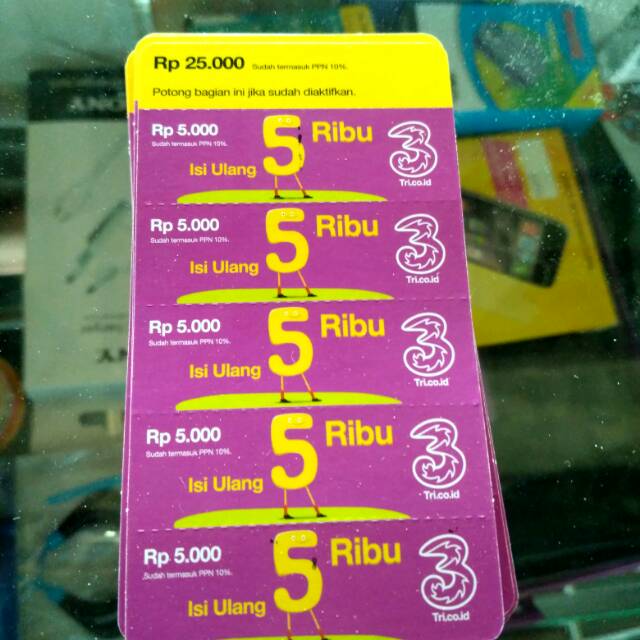 Rp 25.000 Sudah termasuk PPN 10%.
Potong bagian ini jika sudah diaktifkan.
Rp 5.000
Sudah termasuk PPN 10%.
Isi Ulang 5 Ribu
3
Tri.co.id
Rp 5.000
Sudah termasuk PPN 10%.
Isi Ulang 5 Ribu
3
Tri.co.id
Rp 5.000
Sudah termasuk PPN 10%.
Isi Ulang 5 Ribu
3
Tri.co.id
Rp 5.000
Sudah termasuk PPN 10%.
Isi Ulang 5 Ribu
3
Tri.co.id
Rp 5.000
Sudah termasuk PPN 10%.
Isi Ulang 5 Ribu
3
Tri.co.id